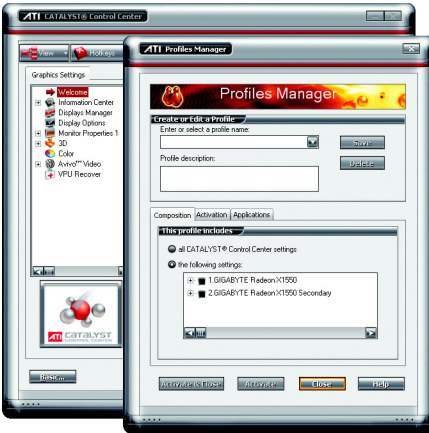 ATI CATALYST® Control Center
View
Hotkeys
Graphics Settings
Welcome
Information Center
Displays Manager
Display Options
Monitor Properties 1
3D
Color
Avivo™ Video
VPU Recover
ATI CATALYST
CONTROL CENTER
Basic...
ATI Profiles Manager
Profiles Manager
Create or Edit a Profile
Enter or select a profile name:
Save
Profile description:
Delete
Composition Activation Applications
This profile includes
all CATALYST® Control Center settings
the following settings:
1.GIGABYTE Radeon X1550
2.GIGABYTE Radeon X1550 Secondary
Activate & Close Activate Close Help